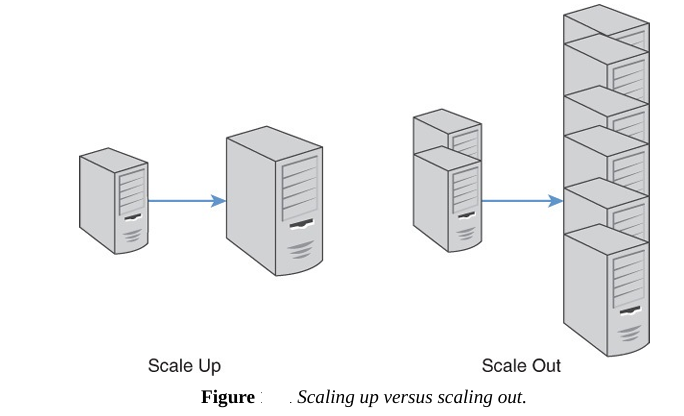 Scale Up
Scale Out
Figure . Scaling up versus scaling out.